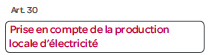 Art. 30
Prise en compte de la production
locale d'électricité